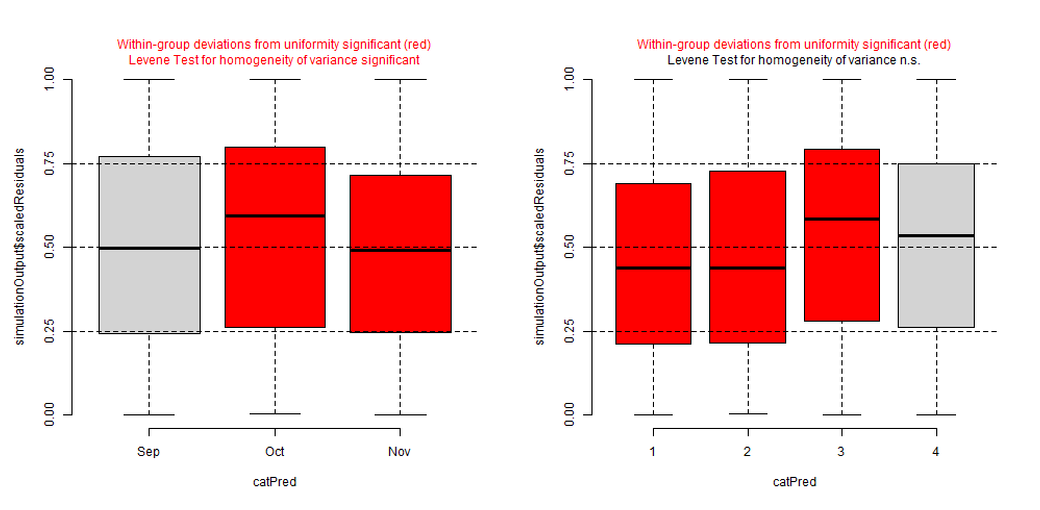 Within-group deviations from uniformity significant (red)
Levene Test for homogeneity of variance significant
simulationOutput$scaledResiduals
1.00
0.75
0.50
0.25
0.00
Sep Oct Nov
catPred
Within-group deviations from uniformity significant (red)
Levene Test for homogeneity of variance n.s.
simulationOutput$scaledResiduals
1.00
0.75
0.50
0.25
0.00
1 2 3 4
catPred